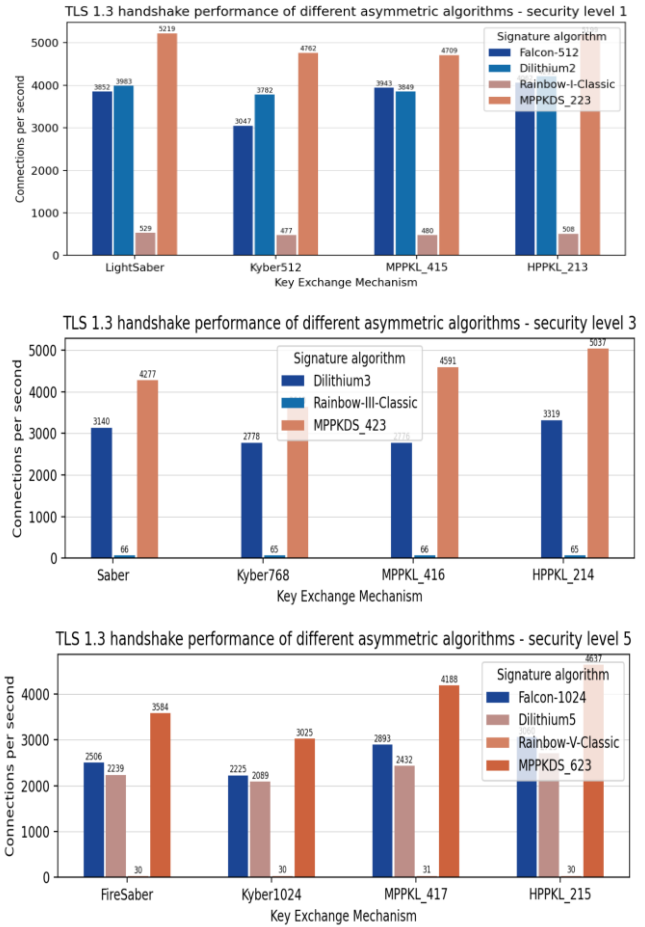 TLS 1.3 handshake performance of different asymmetric algorithms - security level 1
Connections per second
5000
4000
3000
2000
1000
0
3852
3983
529
5219
3047
3782
477
4762
3943
3849
480
4709
508
Signature algorithm
Falcon-512
Dilithium2
Rainbow-I-Classic
MPPKDS_223
LightSaber
Kyber512
MPPKL_415
HPPKL_213
Key Exchange Mechanism
TLS 1.3 handshake performance of different asymmetric algorithms - security level 3
Connections per second
5000
4000
3000
2000
1000
0
3140
66
4277
2778
65
66
4591
3319
65
5037
Signature algorithm
Dilithium3
Rainbow-III-Classic
MPPKDS_423
Saber
Kyber768
MPPKL_416
HPPKL_214
Key Exchange Mechanism
TLS 1.3 handshake performance of different asymmetric algorithms - security level 5
Connections per second
4000
3000
2000
1000
0
2506
2239
30
3584
2225
2089
30
3025
2893
2432
31
4188
30
4637
Signature algorithm
Falcon-1024
Dilithium5
Rainbow-V-Classic
MPPKDS_623
FireSaber
Kyber1024
MPPKL_417
HPPKL_215
Key Exchange Mechanism